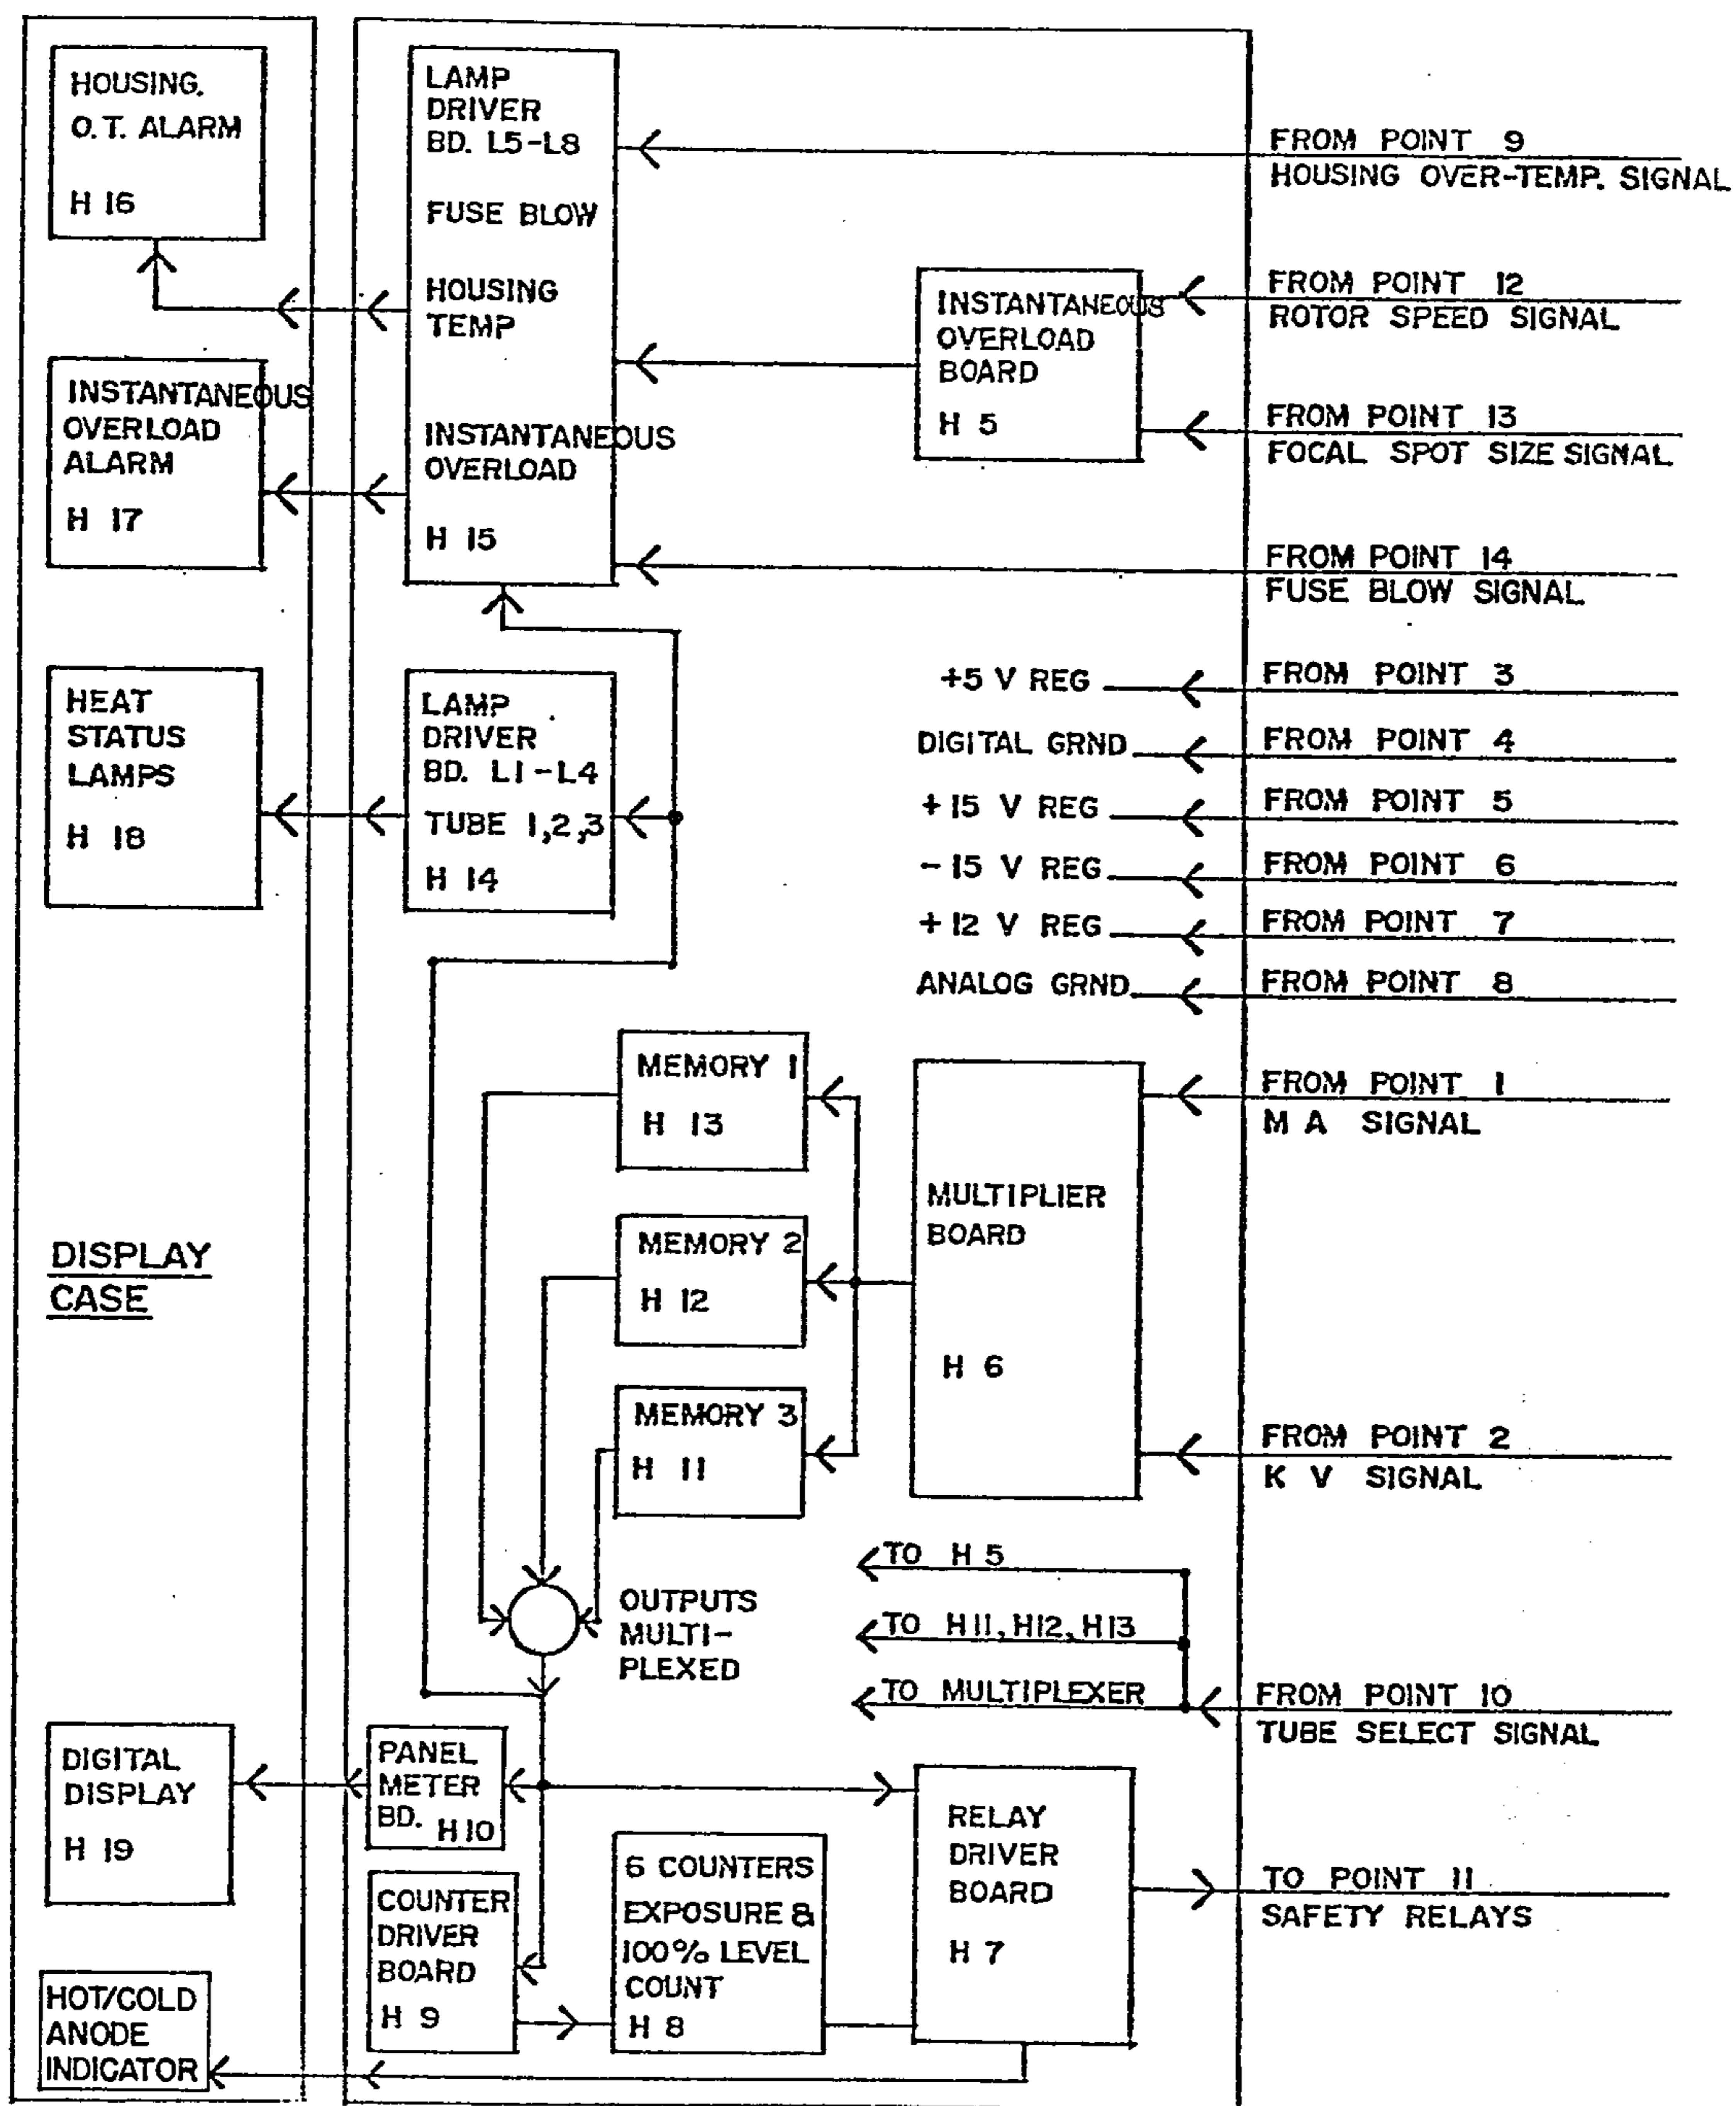 HOUSING.
O.T. ALARM
H 16
INSTANTANEOUS
OVERLOAD
ALARM
H 17
HEAT
STATUS
LAMPS
H 18
DISPLAY
CASE
DIGITAL
DISPLAY
H 19
HOT/COLD
ANODE
INDICATOR
LAMP
DRIVER
BD. L5-L8
FUSE BLOW
HOUSING
TEMP
INSTANTANEOUS
OVERLOAD
H 15
LAMP
DRIVER
BD. L1-L4
TUBE 1,2,3
H 14
INSTANTANEOUS
OVERLOAD
BOARD
H 5
+5 V REG
DIGITAL GRND
+15 V REG
-15 V REG
+12 V REG
ANALOG GRND
MEMORY 1
H 13
MEMORY 2
H 12
MEMORY 3
H 11
MULTIPLIER
BOARD
H 6
OUTPUTS
MULTI-
PLEXED
TO H 5
TO H11, H12, H13
TO MULTIPLEXER
PANEL
METER
BD. H10
COUNTER
DRIVER
BOARD
H 9
6 COUNTERS
EXPOSURE &
100% LEVEL
COUNT
H 8
RELAY
DRIVER
BOARD
H 7
FROM POINT 9
HOUSING OVER-TEMP. SIGNAL
FROM POINT 12
ROTOR SPEED SIGNAL
FROM POINT 13
FOCAL SPOT SIZE SIGNAL
FROM POINT 14
FUSE BLOW SIGNAL
FROM POINT 3
FROM POINT 4
FROM POINT 5
FROM POINT 6
FROM POINT 7
FROM POINT 8
FROM POINT 1
M A SIGNAL
FROM POINT 2
K V SIGNAL
FROM POINT 10
TUBE SELECT SIGNAL
TO POINT 11
SAFETY RELAYS